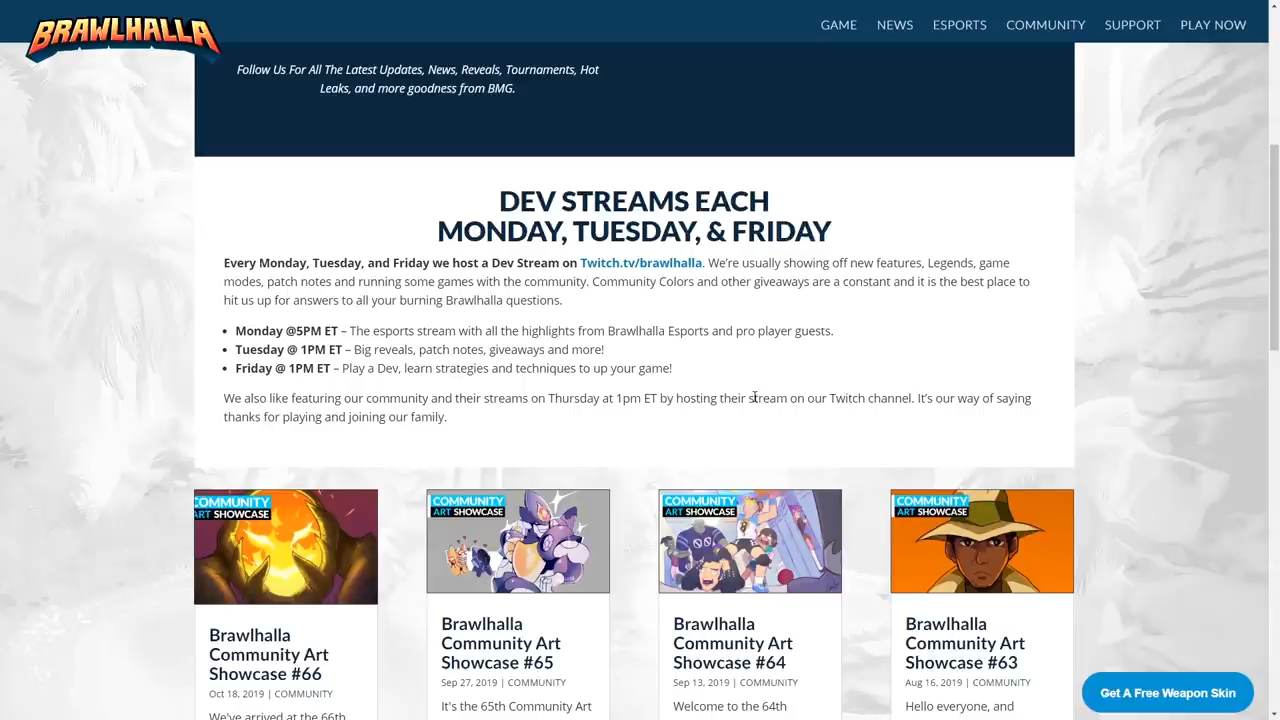 BRAWLHALLA
GAME NEWS ESPORTS COMMUNITY SUPPORT PLAY NOW
Follow Us For All The Latest Updates, News, Reveals, Tournaments, Hot
Leaks, and more goodness from BMG.
DEV STREAMS EACH
MONDAY, TUESDAY, & FRIDAY
Every Monday, Tuesday, and Friday we host a Dev Stream on Twitch.tv/brawlhalla. We're usually showing off new features, Legends, game
modes, patch notes and running some games with the community. Community Colors and other giveaways are a constant and it is the best place to
hit us up for answers to all your burning Brawlhalla questions.
• Monday @5PM ET – The esports stream with all the highlights from Brawlhalla Esports and pro player guests.
• Tuesday @ 1PM ET – Big reveals, patch notes, giveaways and more!
• Friday @ 1PM ET – Play a Dev, learn strategies and techniques to up your game!
We also like featuring our community and their streams on Thursday at 1pm ET by hosting their stream on our Twitch channel. It's our way of saying
thanks for playing and joining our family.
COMMUNITY
ART SHOWCASE
Brawlhalla
Community Art
Showcase #66
Oct 18, 2019 | COMMUNITY
We've arrived at the 66th
COMMUNITY
ART SHOWCASE
Brawlhalla
Community Art
Showcase #65
Sep 27, 2019 | COMMUNITY
It's the 65th Community Art
COMMUNITY
ART SHOWCASE
Brawlhalla
Community Art
Showcase #64
Sep 13, 2019 | COMMUNITY
Welcome to the 64th
COMMUNITY
ART SHOWCASE
Brawlhalla
Community Art
Showcase #63
Aug 16, 2019 | COMMUNITY
Hello everyone, and
Get A Free Weapon Skin